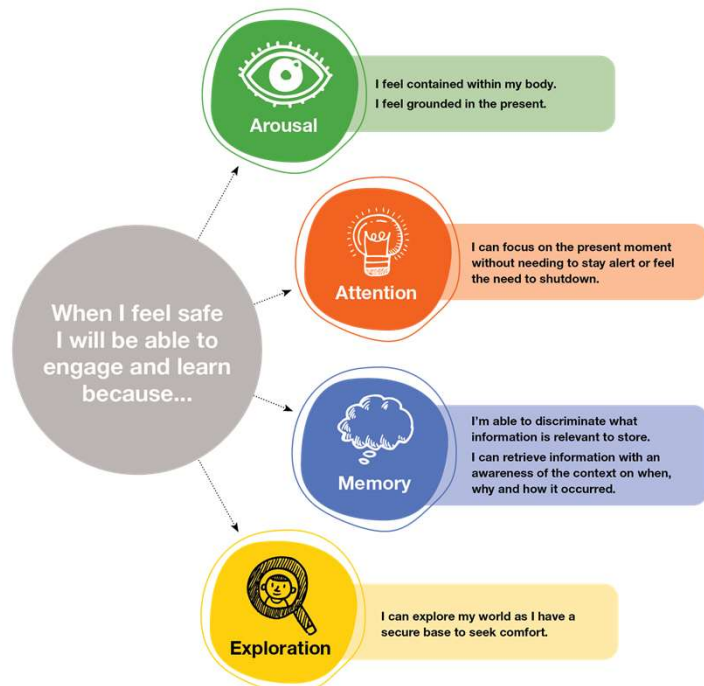 When I feel safe
I will be able to
engage and learn
because...
Arousal
I feel contained within my body.
I feel grounded in the present.
Attention
I can focus on the present moment
without needing to stay alert or feel
the need to shutdown.
Memory
I'm able to discriminate what
information is relevant to store.
I can retrieve information with an
awareness of the context on when,
why and how it occurred.
Exploration
I can explore my world as I have a
secure base to seek comfort.